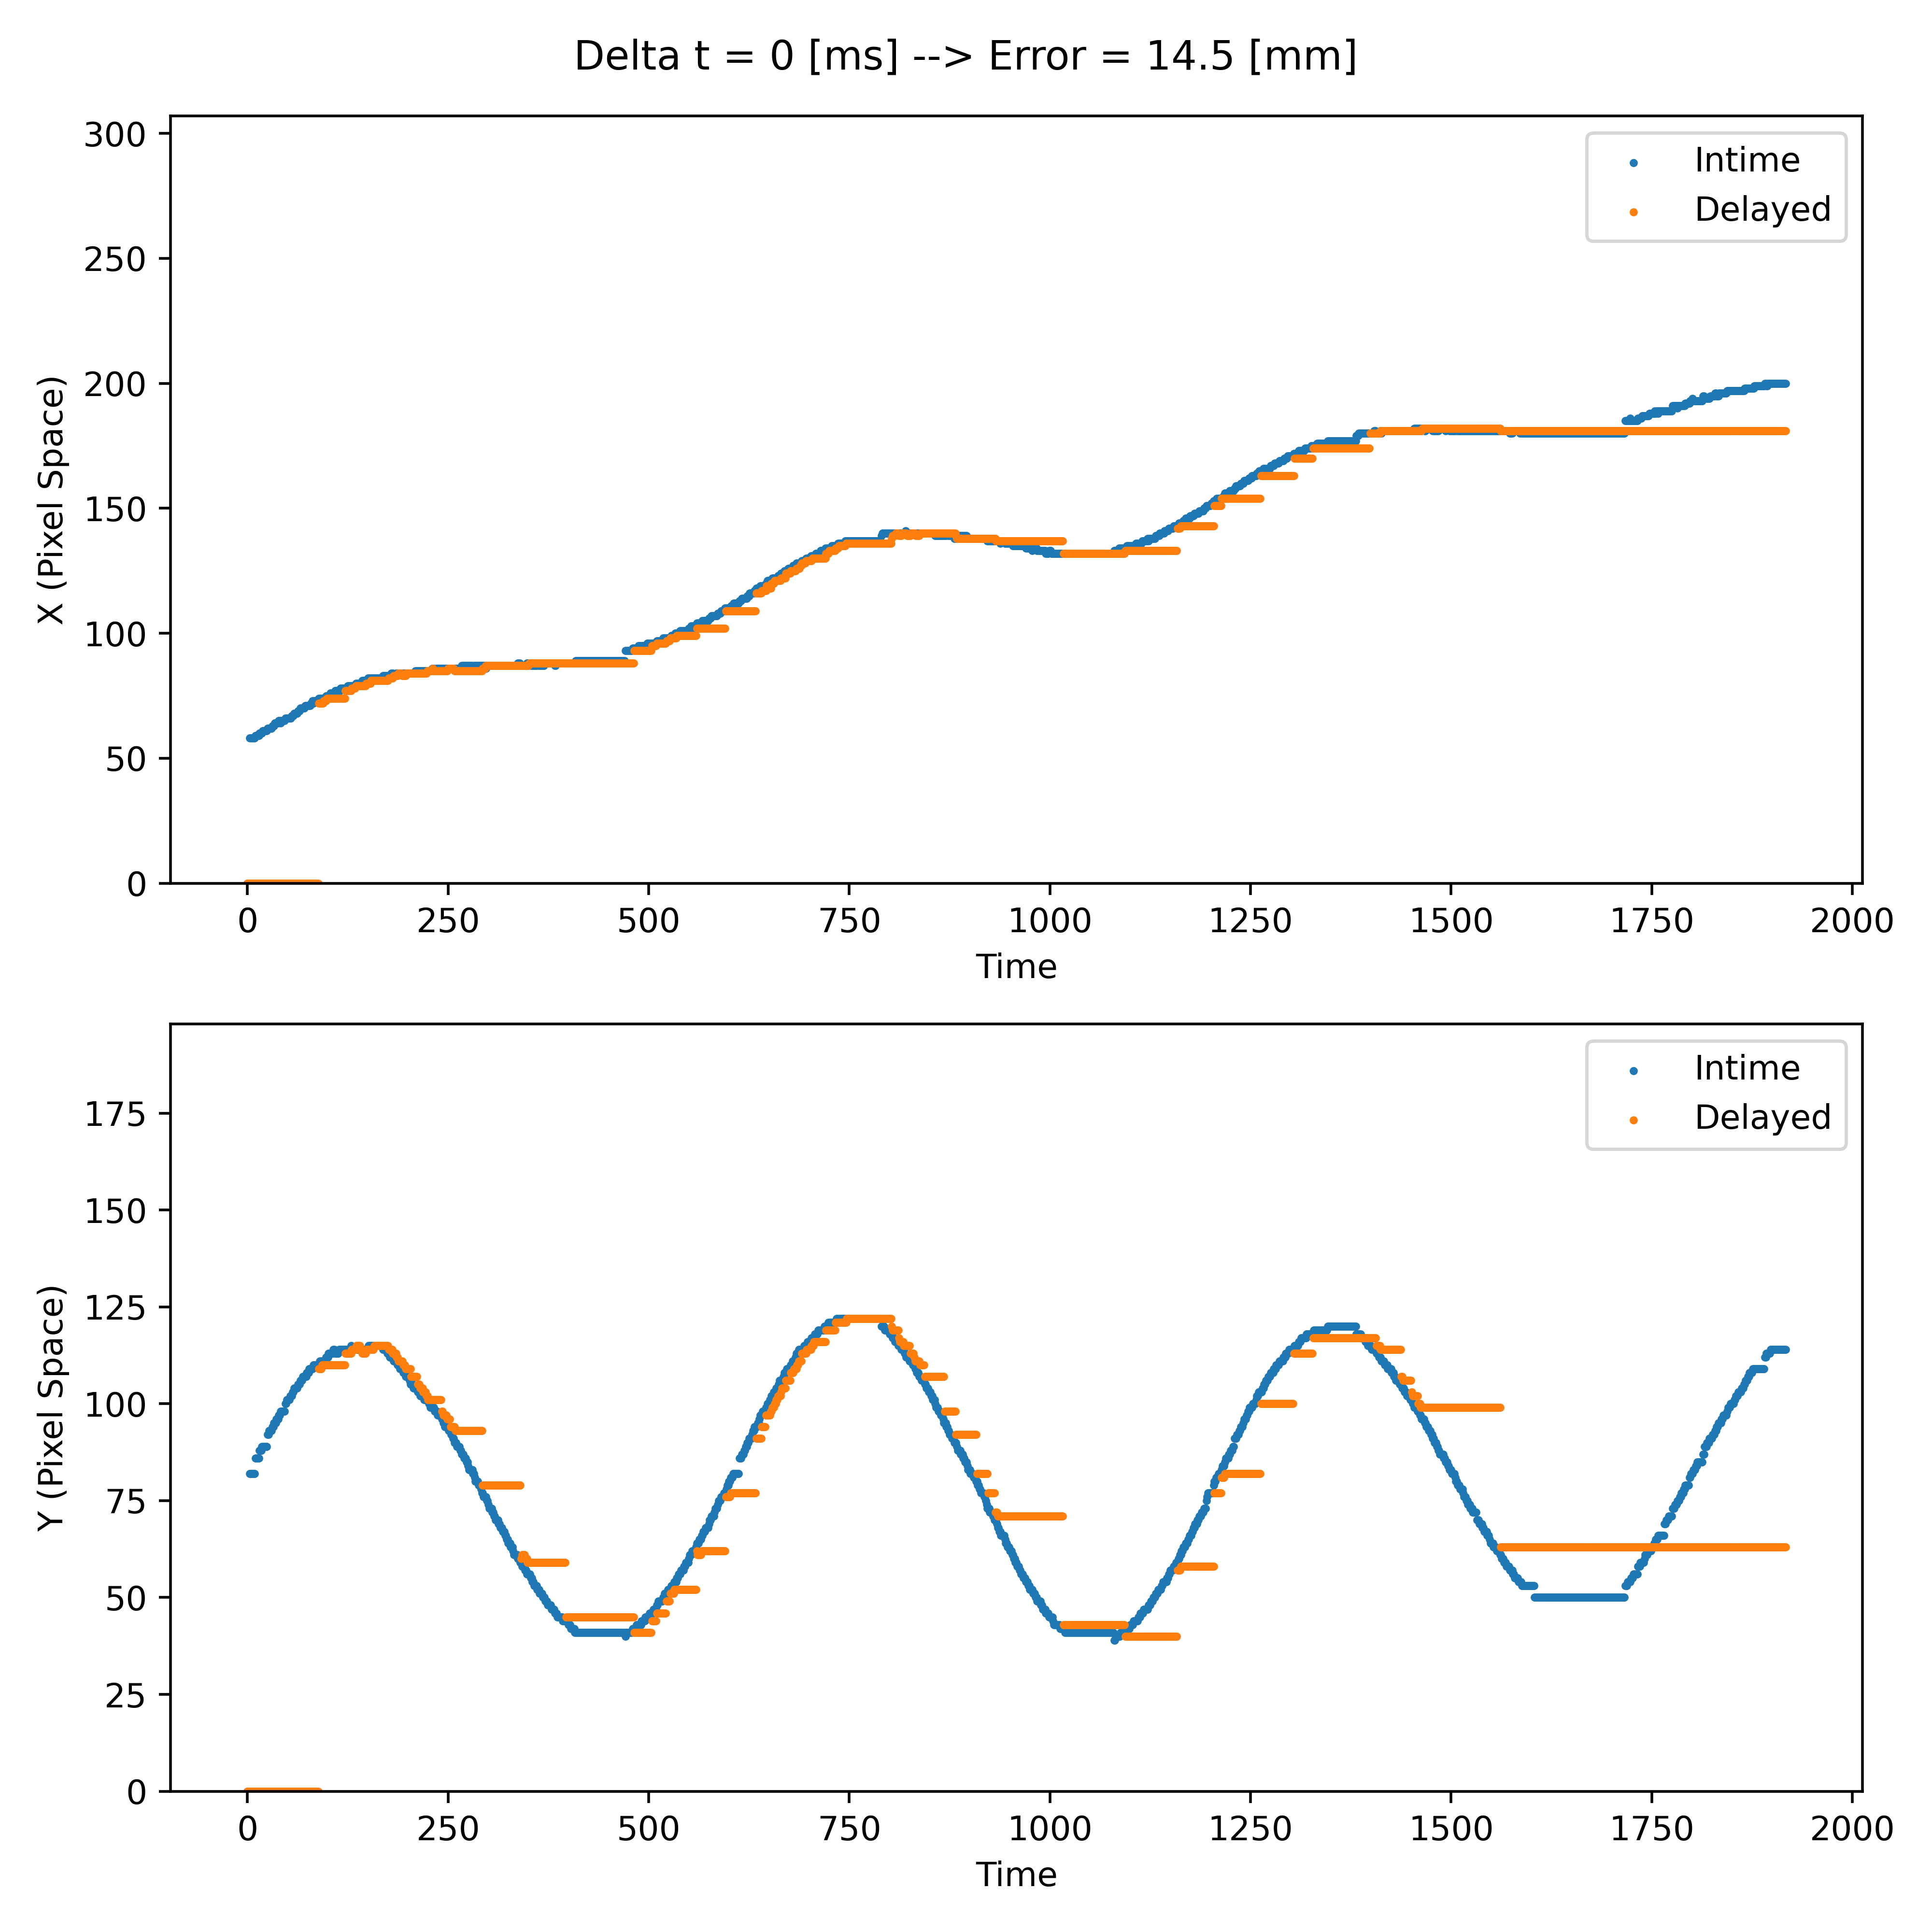 Delta t = 0 [ms] --> Error = 14.5 [mm]
300
250
200
150
100
50
0
X (Pixel Space)
Intime
Delayed
0 250 500 750 1000 1250 1500 1750 2000
Time
175
150
125
100
75
50
25
0
Y (Pixel Space)
Intime
Delayed
0 250 500 750 1000 1250 1500 1750 2000
Time